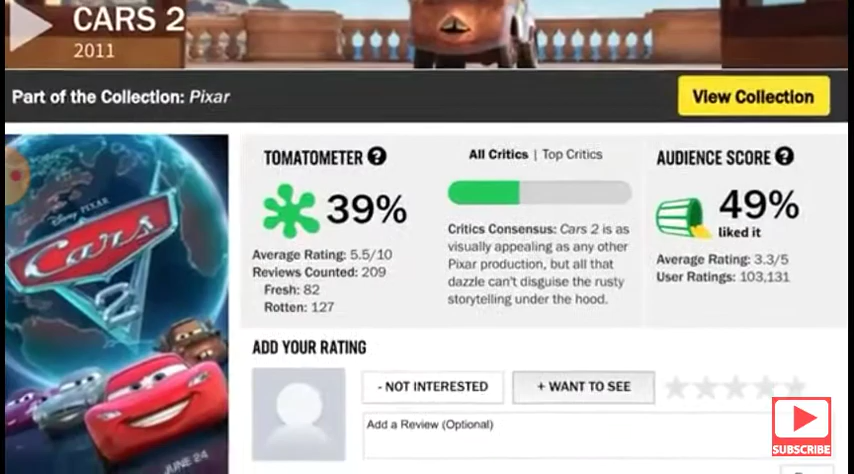 CARS 2
2011
Part of the Collection: Pixar
View Collection
TOMATOMETER ?
39%
Average Rating: 5.5/10
Reviews Counted: 209
Fresh: 82
Rotten: 127
All Critics | Top Critics
Critics Consensus: Cars 2 is as
visually appealing as any other
Pixar production, but all that
dazzle can't disguise the rusty
storytelling under the hood.
AUDIENCE SCORE ?
49%
liked it
Average Rating: 3.3/5
User Ratings: 103,131
Disney PIXAR
Cars
2
JUNE 24
ADD YOUR RATING
- NOT INTERESTED
+ WANT TO SEE
Add a Review (Optional)
SUBSCRIBE